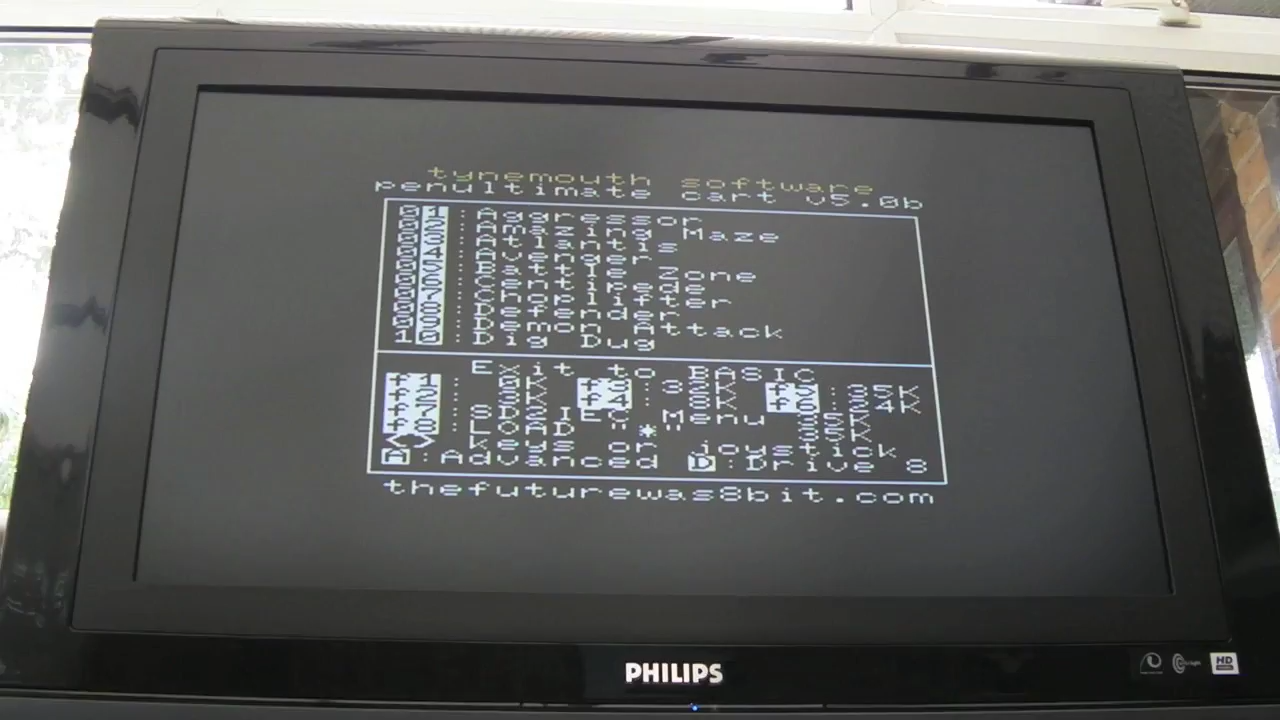 tynemouth software
penultimate cart v5.0b
01:Aggressor
02:Amazing Maze
03:Atlantis
04:Avenger
05:Battle Zone
06:Centipede
07:Choplifter
08:Defender
09:Demon Attack
10:Dig Dug
Exit to BASIC
f1: 0K f3:32K f5:35K
f2: 3K f4: 8K f6:24K
f7:SD2IEC Menu 35K
f8:LOAD "*" 35K
<> keys or joystick
A:Advanced D:Drive 8
thefuturewas8bit.com
PHILIPS
HD